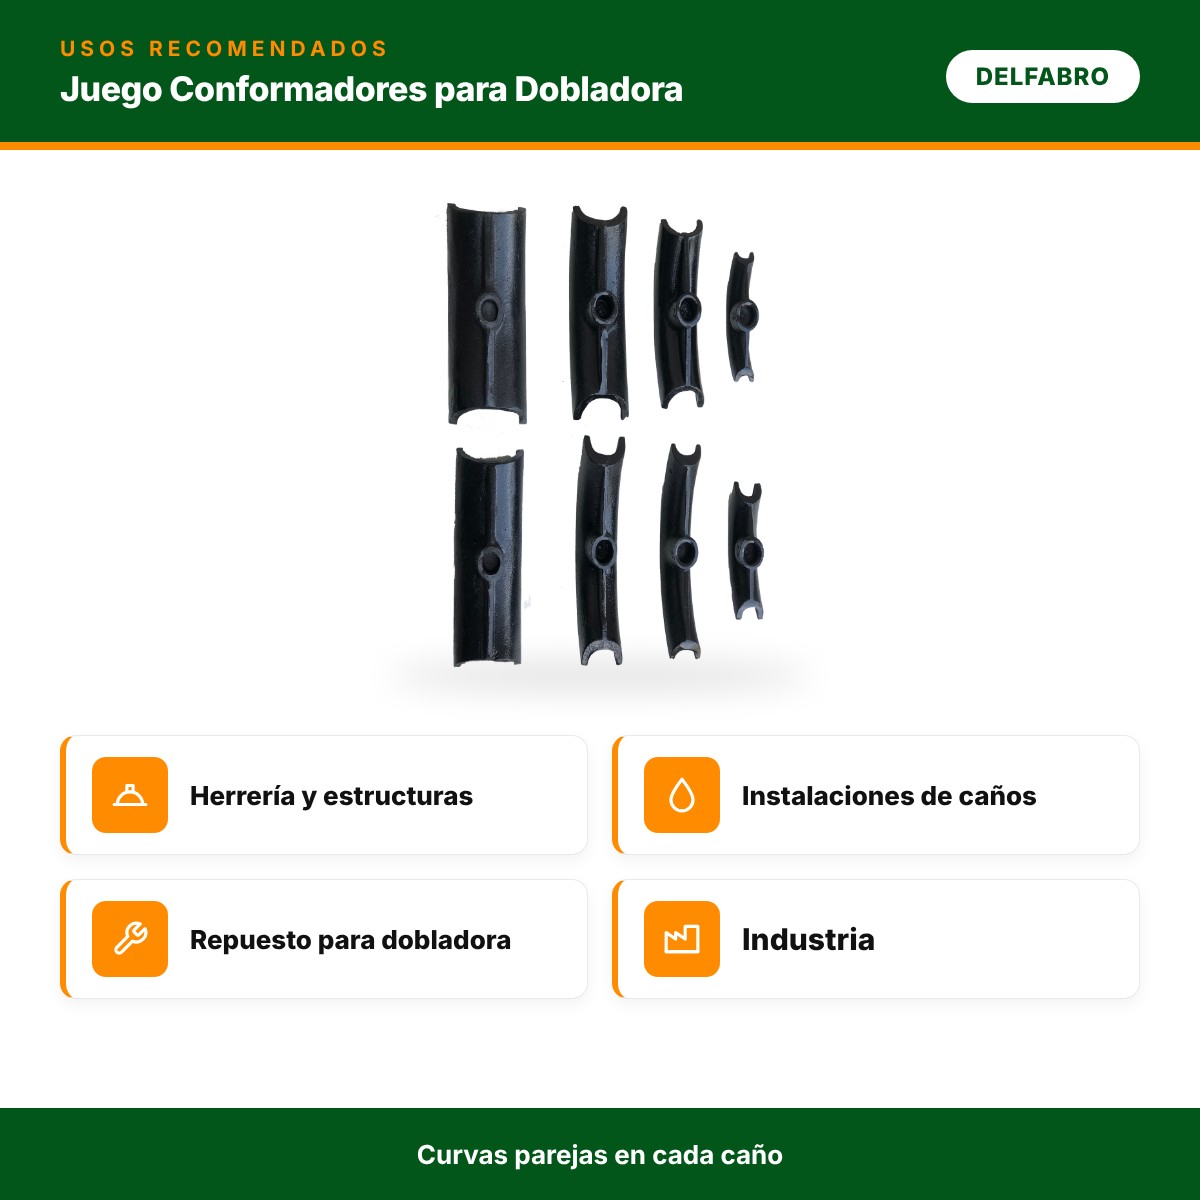 USOS RECOMENDADOS
Juego Conformadores para Dobladora
DELFABRO
Herrería y estructuras
Instalaciones de caños
Repuesto para dobladora
Industria
Curvas parejas en cada caño